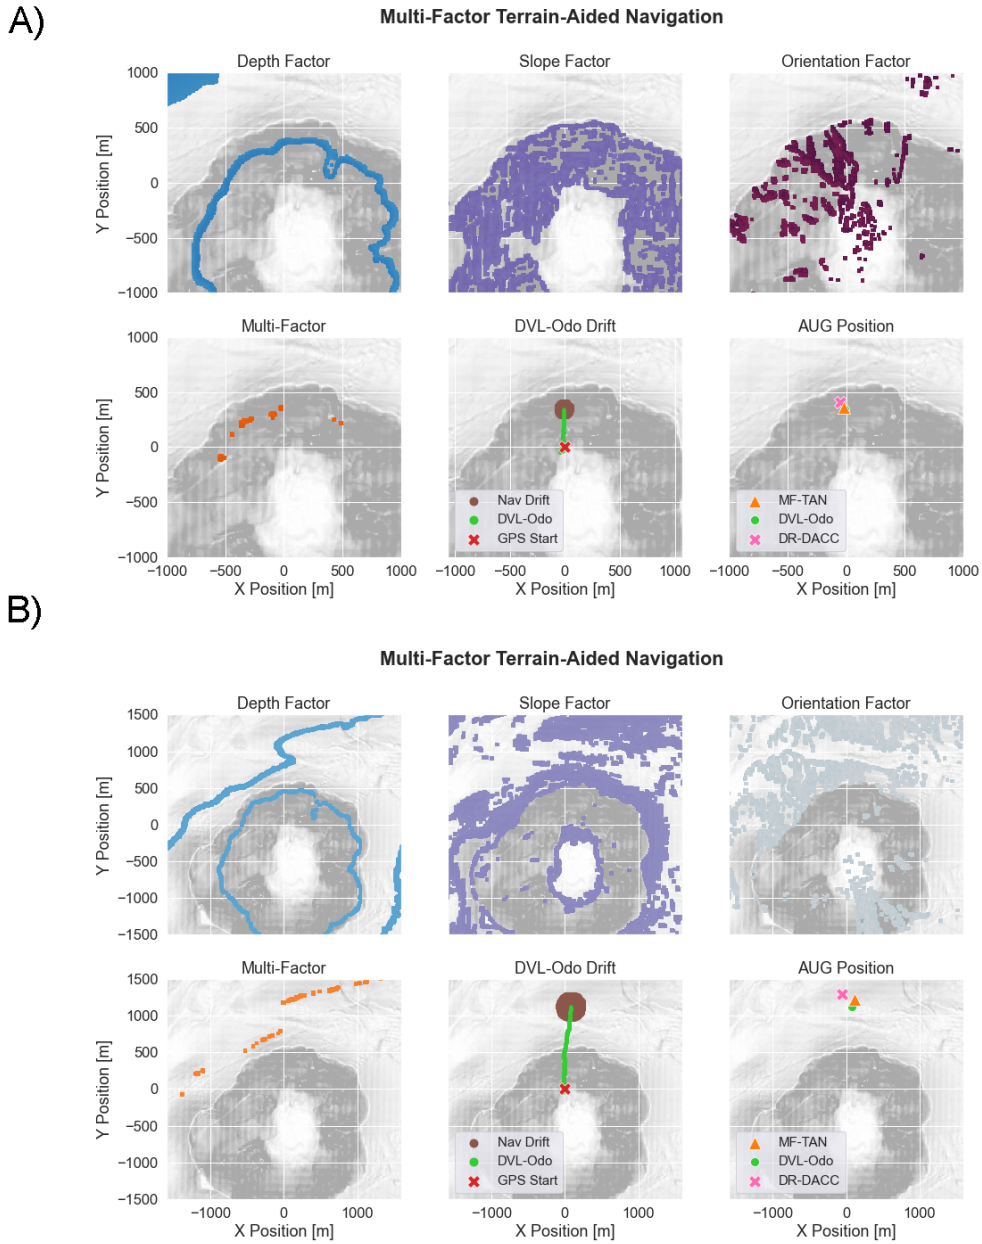 A)
Multi-Factor Terrain-Aided Navigation
Depth Factor
Slope Factor
Orientation Factor
1000
500
0
−500
−1000
Y Position [m]
Multi-Factor
DVL-Odo Drift
AUG Position
1000
500
0
−500
−1000
Y Position [m]
Nav Drift
DVL-Odo
GPS Start
MF-TAN
DVL-Odo
DR-DACC
−1000 −500 0 500 1000
−1000 −500 0 500 1000
−1000 −500 0 500 1000
X Position [m]
X Position [m]
X Position [m]
B)
Multi-Factor Terrain-Aided Navigation
Depth Factor
Slope Factor
Orientation Factor
1500
1000
500
0
−500
−1000
−1500
Y Position [m]
Multi-Factor
DVL-Odo Drift
AUG Position
1500
1000
500
0
−500
−1000
−1500
Y Position [m]
Nav Drift
DVL-Odo
GPS Start
MF-TAN
DVL-Odo
DR-DACC
−1000 0 1000
−1000 0 1000
−1000 0 1000
X Position [m]
X Position [m]
X Position [m]